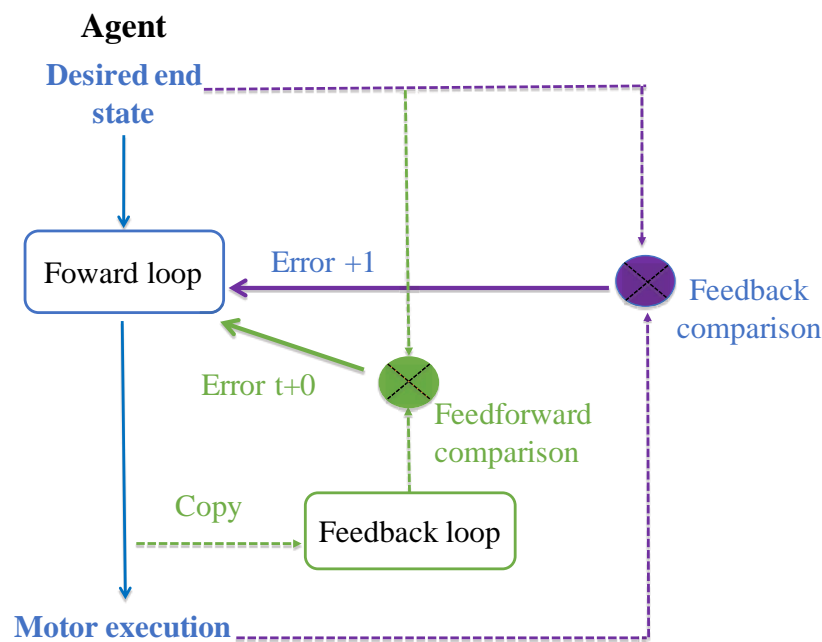 Agent
Desired end
state
Foward loop
Error +1
Feedback
comparison
Error t+0
Feedforward
comparison
Copy
Feedback loop
Motor execution